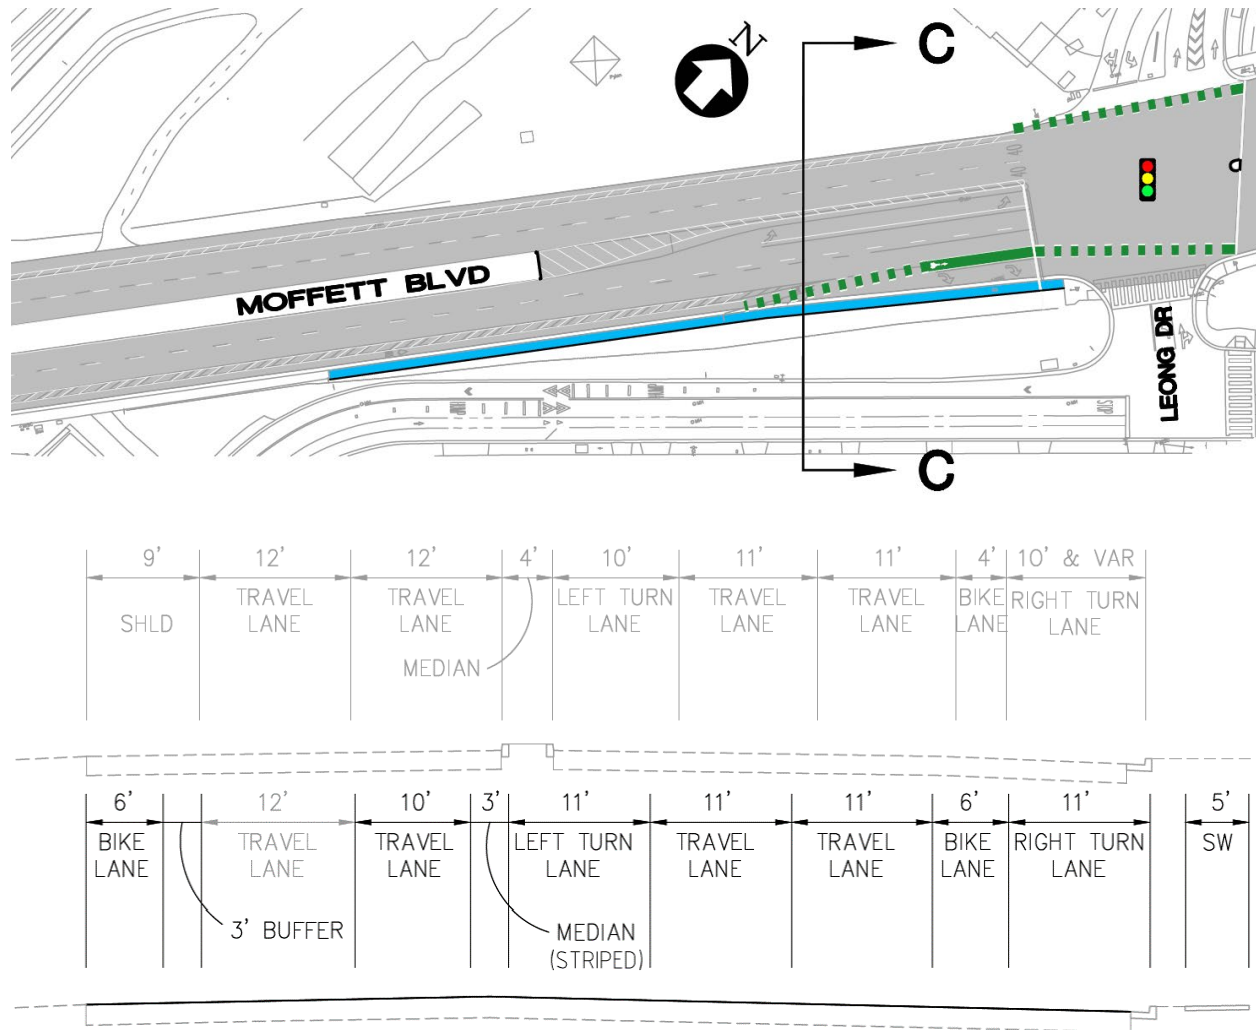 N
C
MOFFETT BLVD
LEONG DR
STOP
C
9' 12' 12' 4' 10' 11' 11' 4' 10' & VAR
SHLD
TRAVEL LANE
TRAVEL LANE
MEDIAN
LEFT TURN LANE
TRAVEL LANE
TRAVEL LANE
BIKE LANE
RIGHT TURN LANE
6' 12' 10' 3' 11' 11' 11' 6' 11' 5'
BIKE LANE
3' BUFFER
TRAVEL LANE
TRAVEL LANE
MEDIAN
(STRIPED)
LEFT TURN LANE
TRAVEL LANE
TRAVEL LANE
BIKE LANE
RIGHT TURN LANE
SW